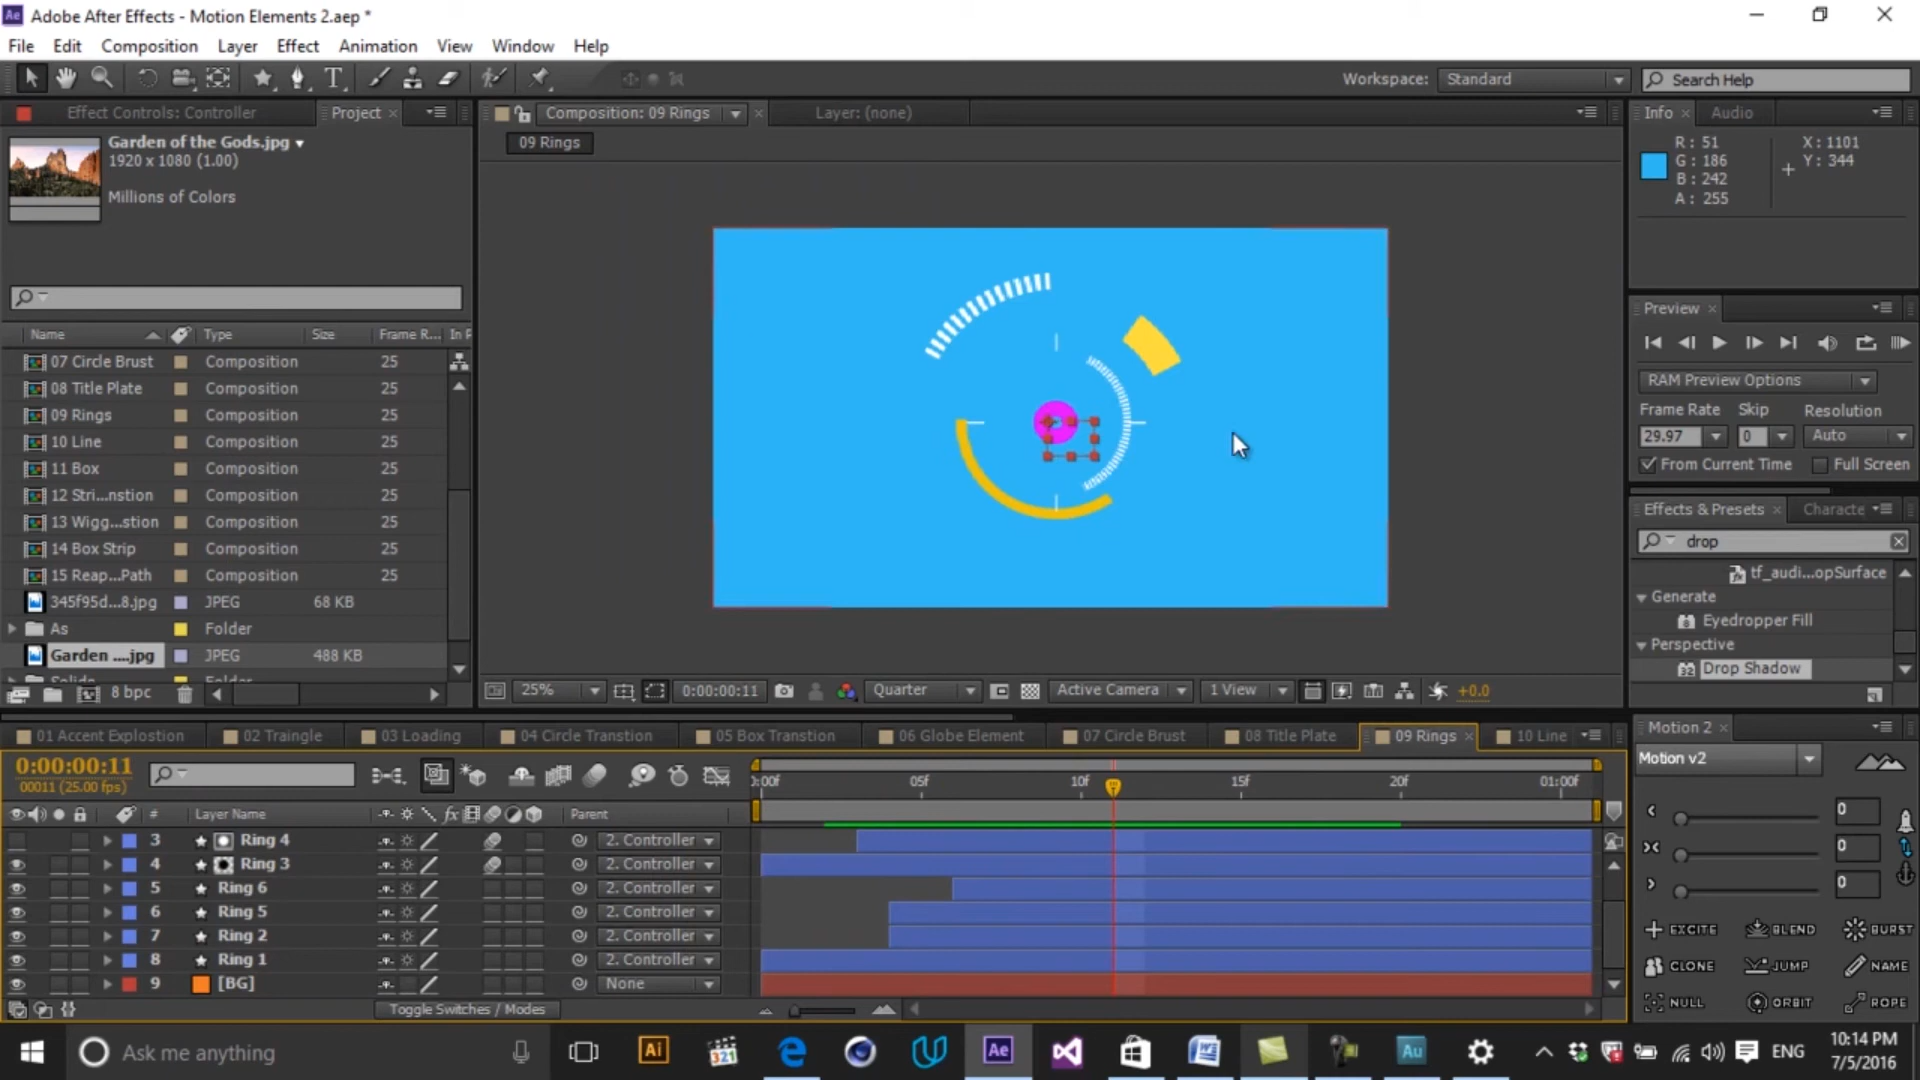 Ae Adobe After Effects - Motion Elements 2.aep *
File Edit Composition Layer Effect Animation View Window Help
Workspace: Standard Search Help
Effect Controls: Controller Project
Composition: 09 Rings Layer: (none)
Info Audio
Garden of the Gods.jpg
1920 x 1080 (1.00)
Millions of Colors
09 Rings
R: 51
G: 186
B: 242
A: 255
X: 1101
Y: 344
Preview
RAM Preview Options
Frame Rate Skip Resolution
29.97 0 Auto
From Current Time Full Screen
Effects & Presets Characte
drop
tf_audi...opSurface
Generate
Eyedropper Fill
Perspective
32 Drop Shadow
Name Type Size Frame R... In P
07 Circle Brust Composition 25
08 Title Plate Composition 25
09 Rings Composition 25
10 Line Composition 25
11 Box Composition 25
12 Stri...nstion Composition 25
13 Wigg...stion Composition 25
14 Box Strip Composition 25
15 Reap...Path Composition 25
345f95d...8.jpg JPEG 68 KB
As Folder
Garden ....jpg JPEG 488 KB
8 bpc
25% 0:00:00:11 Quarter Active Camera 1 View +0.0
01 Accent Explostion 02 Traingle 03 Loading 04 Circle Transtion 05 Box Transtion 06 Globe Element 07 Circle Brust 08 Title Plate 09 Rings 10 Line
0:00:00:11
00011 (25.00 fps)
0:00f 05f 10f 15f 20f 01:00f
# Layer Name fx Parent
3 Ring 4 2. Controller
4 Ring 3 2. Controller
5 Ring 6 2. Controller
6 Ring 5 2. Controller
7 Ring 2 2. Controller
8 Ring 1 2. Controller
9 [BG] None
Toggle Switches / Modes
Motion 2
Motion v2
0
0
0
EXCITE BLEND BURST
CLONE JUMP NAME
NULL ORBIT ROPE
Ask me anything
Ai 321 Ae Au
ENG
10:14 PM
7/5/2016